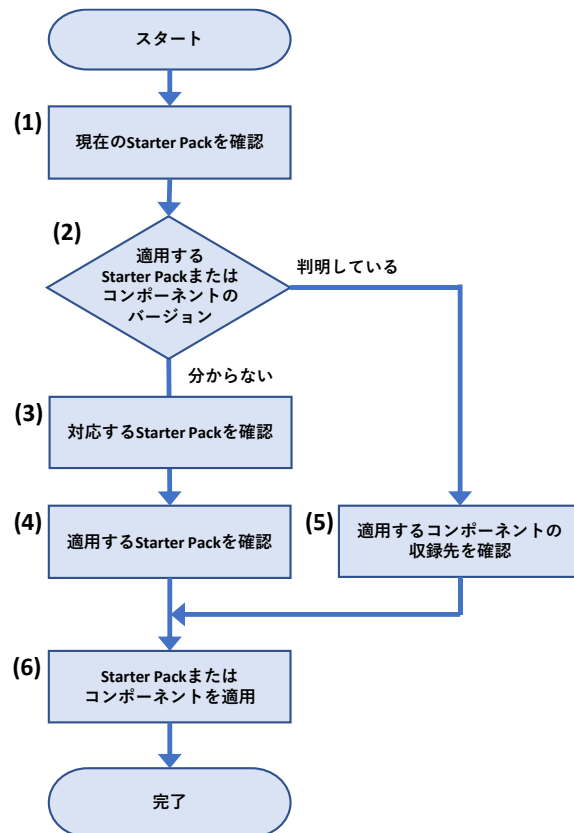 スタート
(1)
現在のStarter Packを確認
(2)
適用する
Starter Packまたは
コンポーネントの
バージョン
判明している
分からない
(3)
対応するStarter Packを確認
(4)
適用するStarter Packを確認
(5)
適用するコンポーネントの
収録先を確認
(6)
Starter Packまたは
コンポーネントを適用
完了